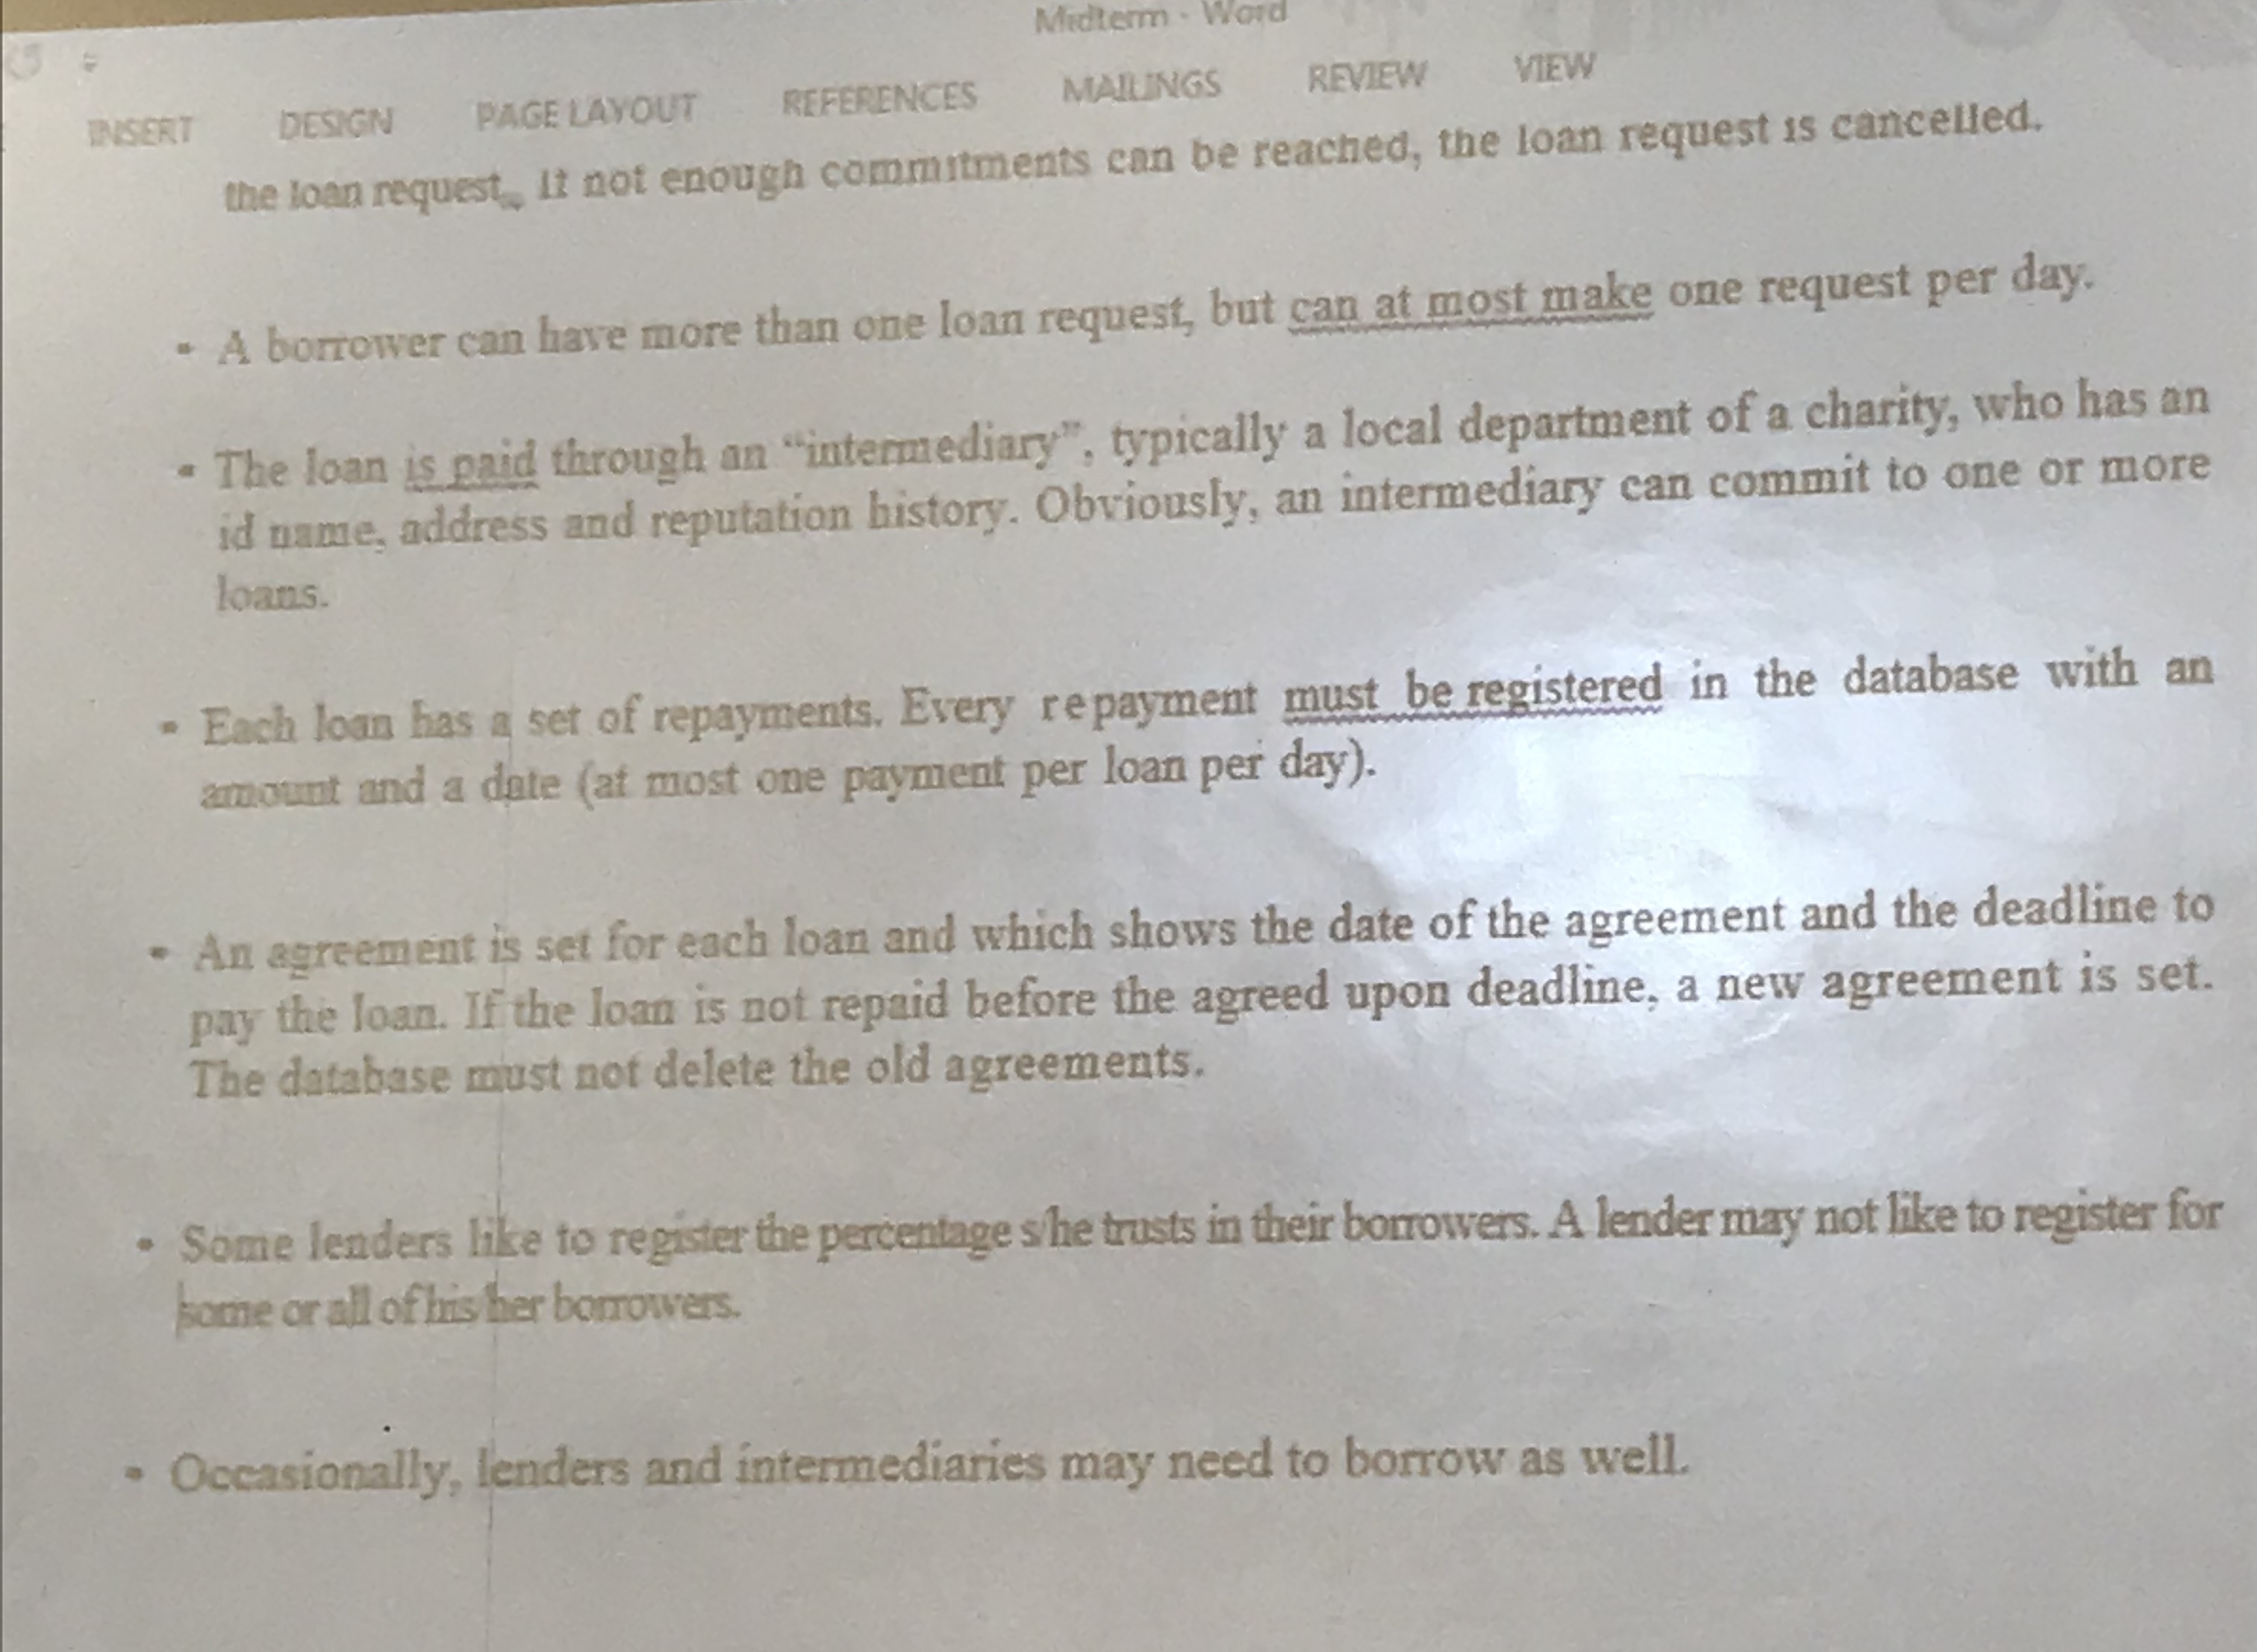 Midterm - Word
INSERT DESIGN PAGE LAYOUT REFERENCES MAILINGS REVIEW VIEW
the loan request. If not enough commitments can be reached, the loan request is cancelled.
▪ A borrower can have more than one loan request, but can at most make one request per day.
▪ The loan is paid through an “intermediary”, typically a local department of a charity, who has an
id name, address and reputation history. Obviously, an intermediary can commit to one or more
loans.
▪ Each loan has a set of repayments. Every repayment must be registered in the database with an
amount and a date (at most one payment per loan per day).
▪ An agreement is set for each loan and which shows the date of the agreement and the deadline to
pay the loan. If the loan is not repaid before the agreed upon deadline, a new agreement is set.
The database must not delete the old agreements.
• Some lenders like to register the percentage s/he trusts in their borrowers. A lender may not like to register for
some or all of his/her borrowers.
▪ Occasionally, lenders and intermediaries may need to borrow as well.